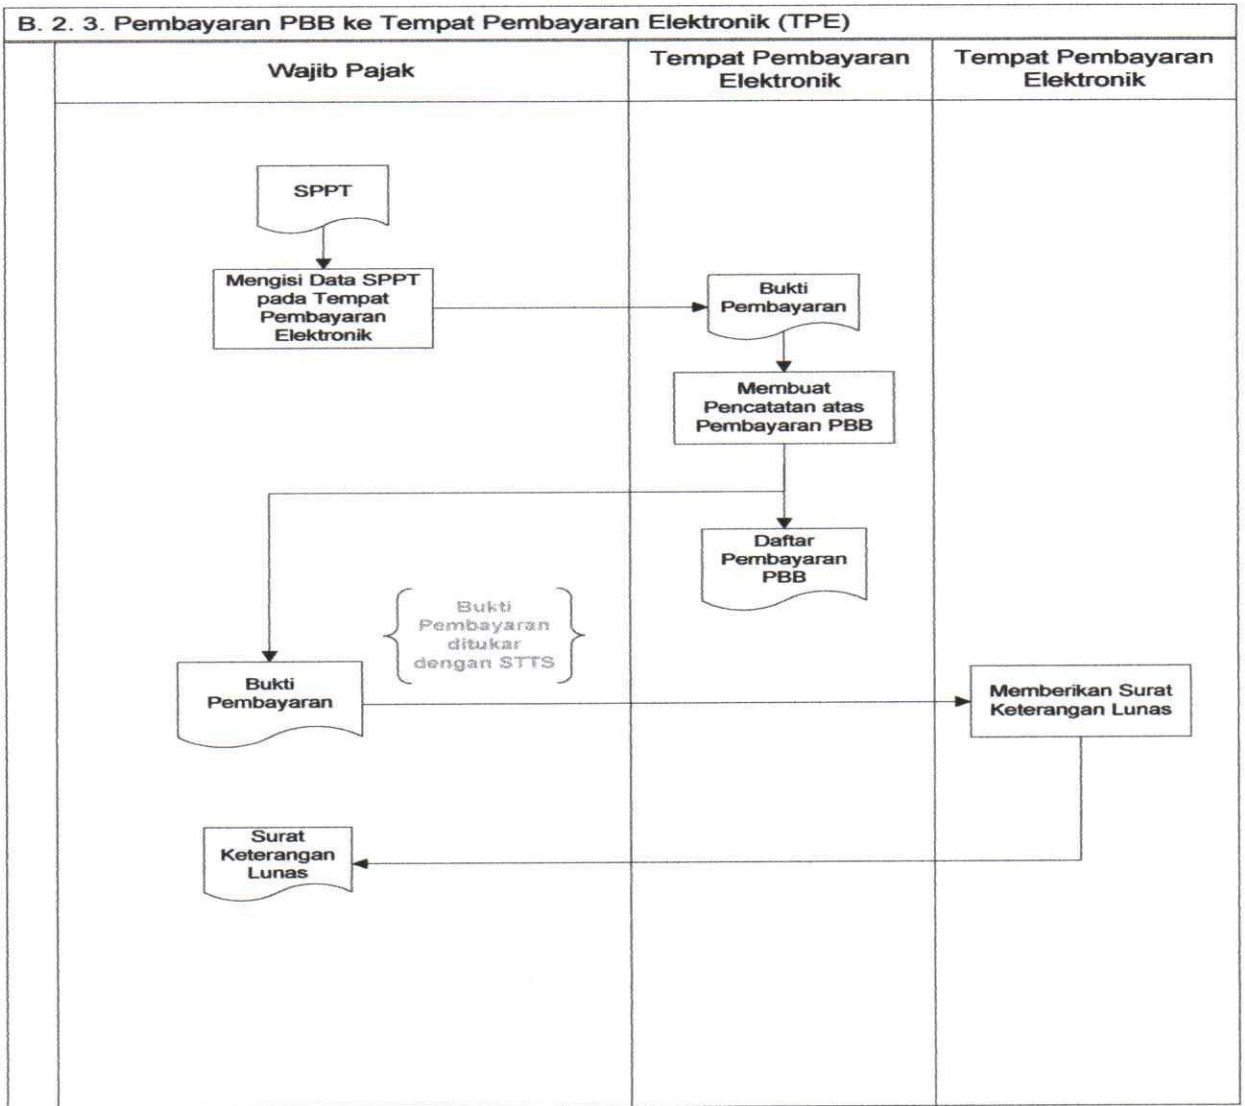 B. 2. 3. Pembayaran PBB ke Tempat Pembayaran Elektronik (TPE)
Wajib Pajak
Tempat Pembayaran
Elektronik
Tempat Pembayaran
Elektronik
SPPT
Mengisi Data SPPT
pada Tempat
Pembayaran
Elektronik
Bukti
Pembayaran
Membuat
Pencatatan atas
Pembayaran PBB
Daftar
Pembayaran
PBB
Bukti
Pembayaran
ditukar
dengan STTS
Bukti
Pembayaran
Memberikan Surat
Keterangan Lunas
Surat
Keterangan
Lunas